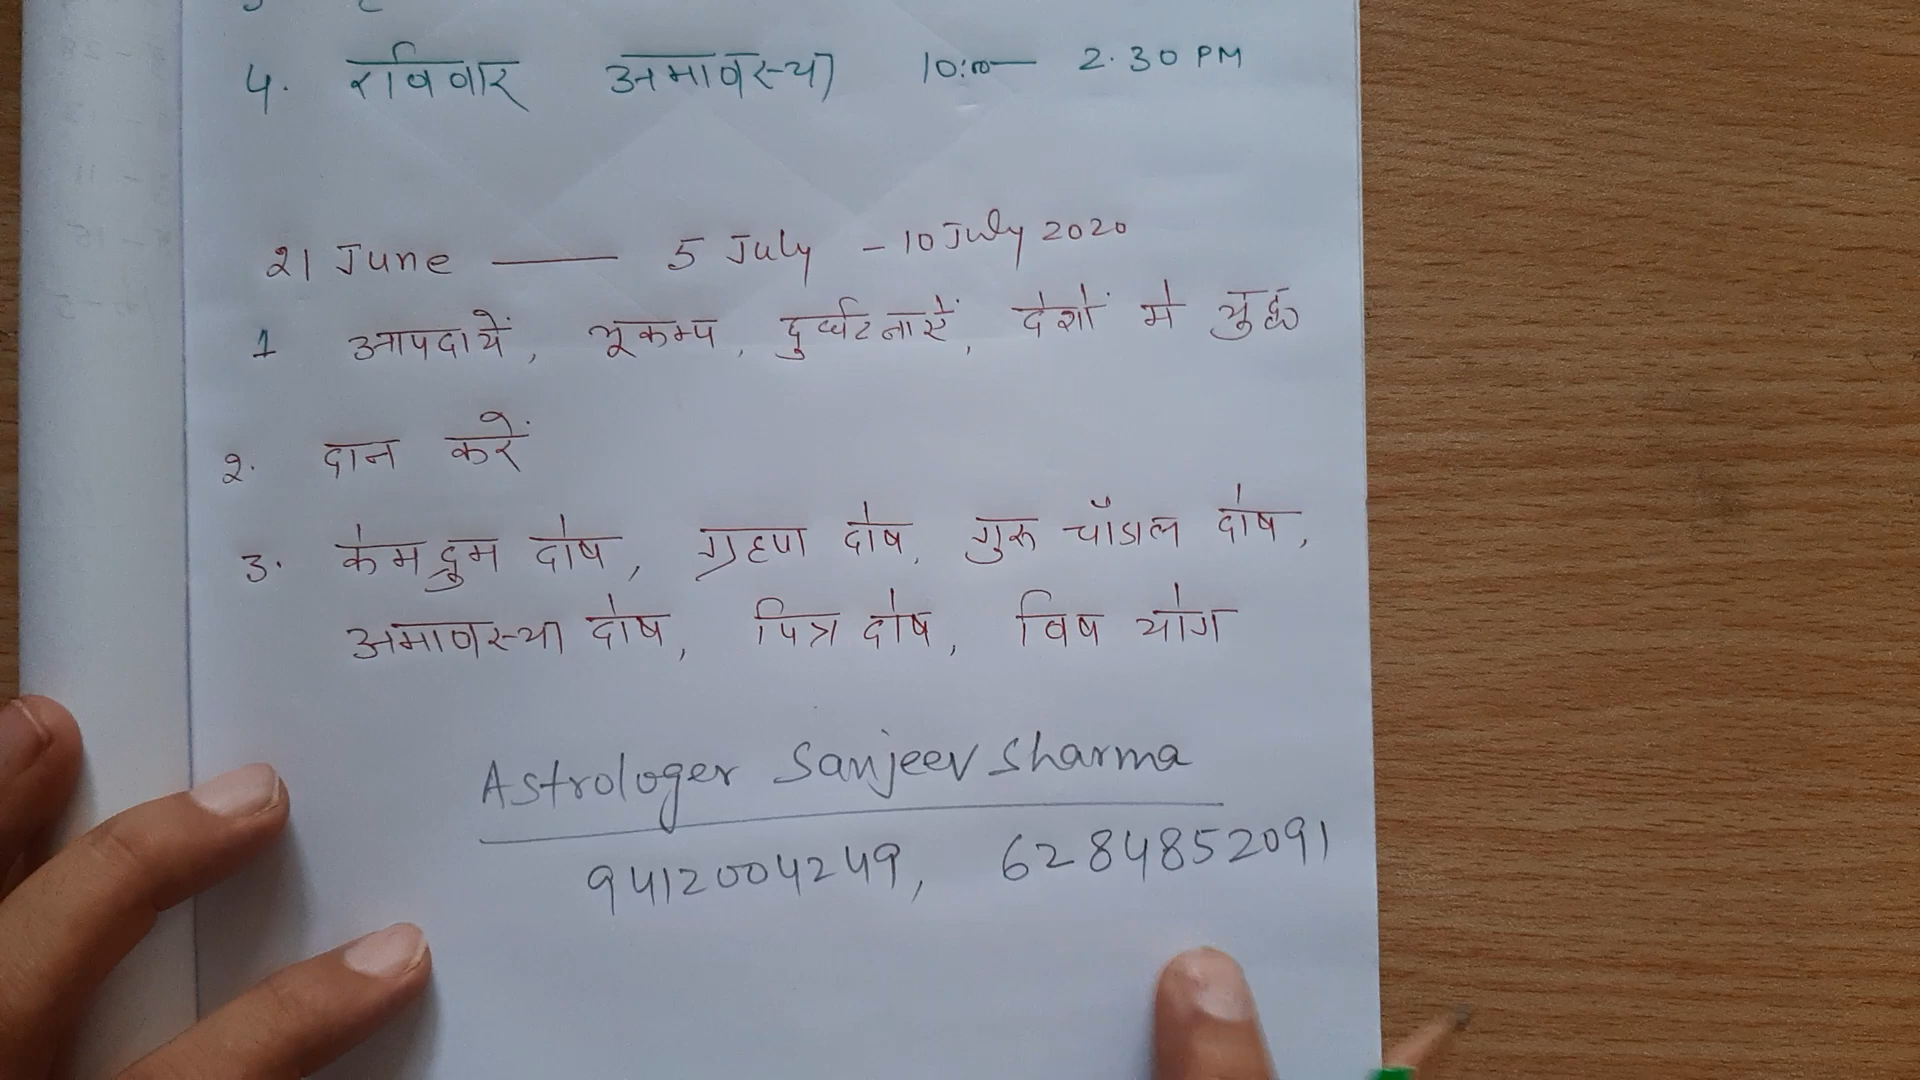 4. रविवार अमावस्या 10:00 — 2.30 PM
21 June —— 5 July - 10 July 2020
1 आपदायें, भूकम्प, दुर्घटनाऐं, देशों में युद्ध
2. दान करें
3. केमद्रुम दोष, ग्रहण दोष, गुरू चाँडाल दोष,
अमावस्या दोष, पित्र दोष, विष योग
Astrologer Sanjeev Sharma
9412004249, 6284852091